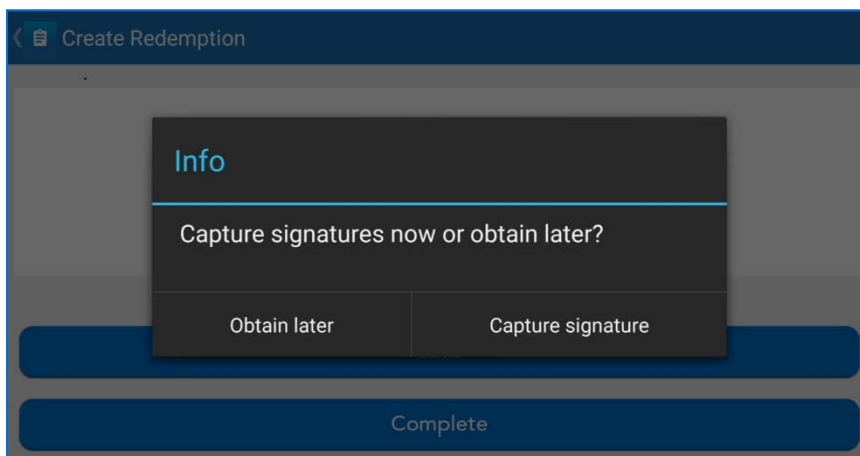 Create Redemption
Info
Capture signatures now or obtain later?
Obtain later
Capture signature
Complete